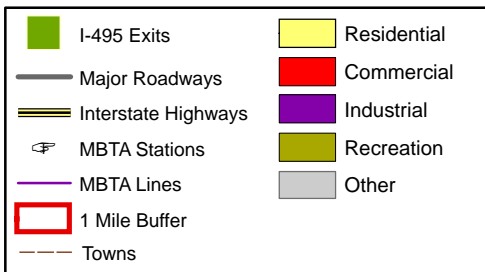 I-495 Exits
Major Roadways
Interstate Highways
MBTA Stations
MBTA Lines
1 Mile Buffer
Towns
Residential
Commercial
Industrial
Recreation
Other